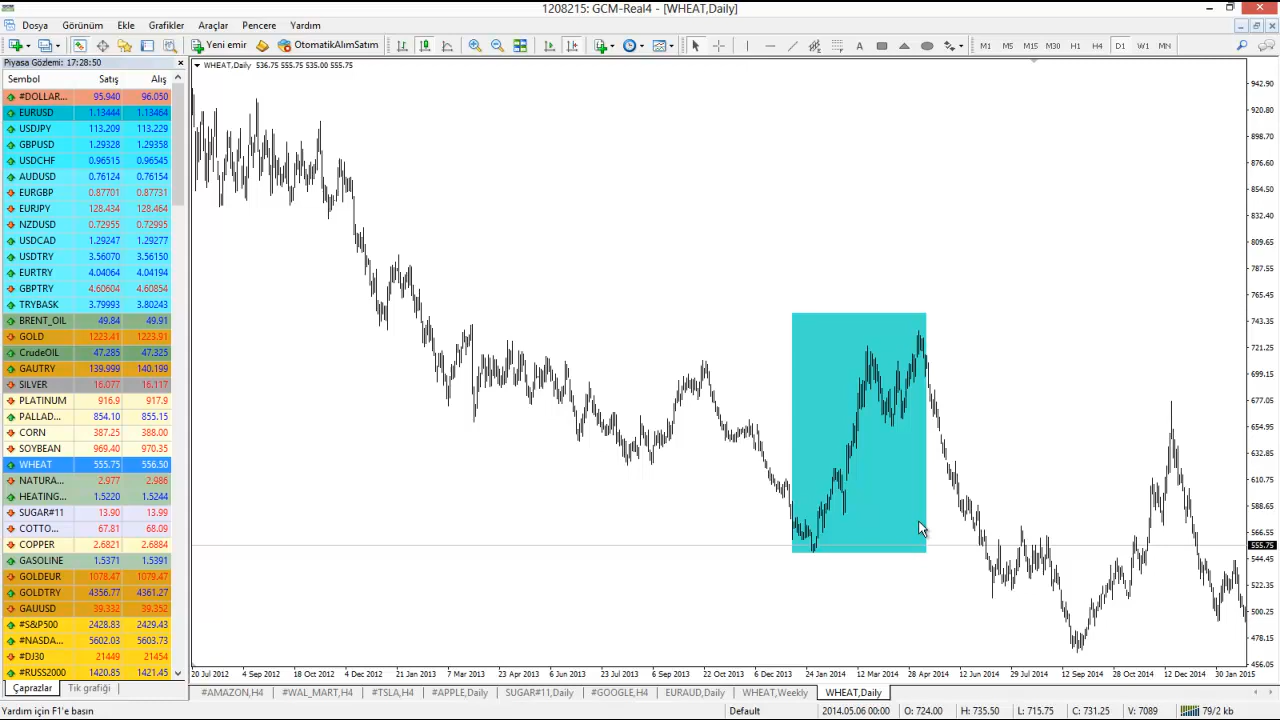 1208215: GCM-Real4 - [WHEAT,Daily]
Dosya Görünüm Ekle Grafikler Araçlar Pencere Yardım
Yeni emir OtomatikAlımSatım A M1 M5 M15 M30 H1 H4 D1 W1 MN
Piyasa Gözlemi: 17:28:50
Sembol Satış Alış
#DOLLAR... 95.940 96.050
EURUSD 1.13444 1.13464
USDJPY 113.209 113.229
GBPUSD 1.29328 1.29358
USDCHF 0.96515 0.96545
AUDUSD 0.76124 0.76154
EURGBP 0.87701 0.87731
EURJPY 128.434 128.464
NZDUSD 0.72955 0.72995
USDCAD 1.29247 1.29277
USDTRY 3.56070 3.56150
EURTRY 4.04064 4.04194
GBPTRY 4.60604 4.60854
TRYBASK 3.79993 3.80243
BRENT_OIL 49.84 49.91
GOLD 1223.41 1223.91
CrudeOIL 47.285 47.325
GAUTRY 139.999 140.199
SILVER 16.077 16.117
PLATINUM 916.9 917.9
PALLAD... 854.10 855.15
CORN 387.25 388.00
SOYBEAN 969.40 970.35
WHEAT 555.75 556.50
NATURA... 2.977 2.986
HEATING... 1.5220 1.5244
SUGAR#11 13.90 13.99
COTTO... 67.81 68.09
COPPER 2.6821 2.6884
GASOLINE 1.5371 1.5391
GOLDEUR 1078.47 1079.47
GOLDTRY 4356.77 4361.27
GAUUSD 39.332 39.352
#S&P500 2428.83 2429.43
#NASDA... 5602.03 5603.73
#DJ30 21449 21454
#RUSS2000 1420.85 1421.45
Çaprazlar Tik grafiği
WHEAT,Daily 536.75 555.75 535.00 555.75
942.90
920.80
898.70
876.60
854.50
832.40
809.65
787.55
765.45
743.35
721.25
699.15
677.05
654.95
632.85
610.75
588.65
566.55
555.75
544.45
522.35
500.25
478.15
456.05
20 Jul 2012 4 Sep 2012 18 Oct 2012 4 Dec 2012 21 Jan 2013 7 Mar 2013 23 Apr 2013 6 Jun 2013 23 Jul 2013 6 Sep 2013 22 Oct 2013 6 Dec 2013 24 Jan 2014 12 Mar 2014 28 Apr 2014 12 Jun 2014 29 Jul 2014 12 Sep 2014 28 Oct 2014 12 Dec 2014 30 Jan 2015
#AMAZON,H4 #WAL_MART,H4 #TSLA,H4 #APPLE,Daily SUGAR#11,Daily #GOOGLE,H4 EURAUD,Daily WHEAT,Weekly WHEAT,Daily
Yardım için F1'e basın Default 2014.05.06 00:00 O: 724.00 H: 735.50 L: 715.75 C: 731.25 V: 7089 79/2 kb